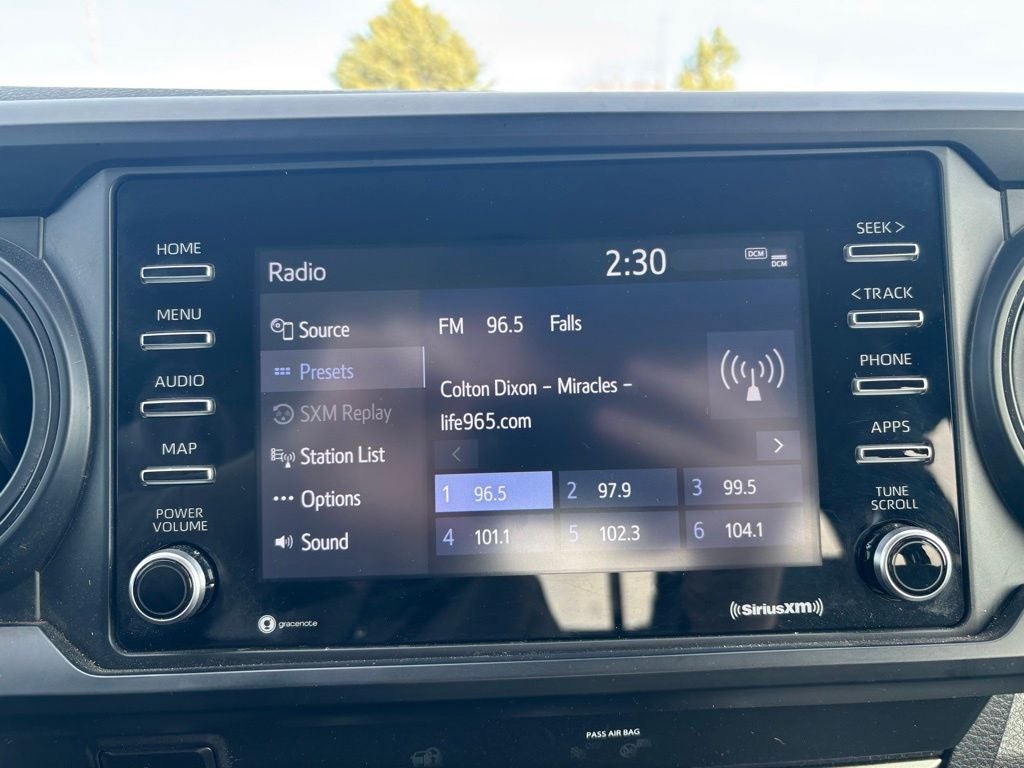 HOME
MENU
AUDIO
MAP
POWER
VOLUME
Radio
2:30
DCM
DCM
Source
Presets
SXM Replay
Station List
Options
Sound
FM 96.5 Falls
Colton Dixon - Miracles -
life965.com
<
>
1 96.5
2 97.9
3 99.5
4 101.1
5 102.3
6 104.1
SEEK >
< TRACK
PHONE
APPS
TUNE
SCROLL
gracenote
((SiriusXM))
PASS AIR BAG